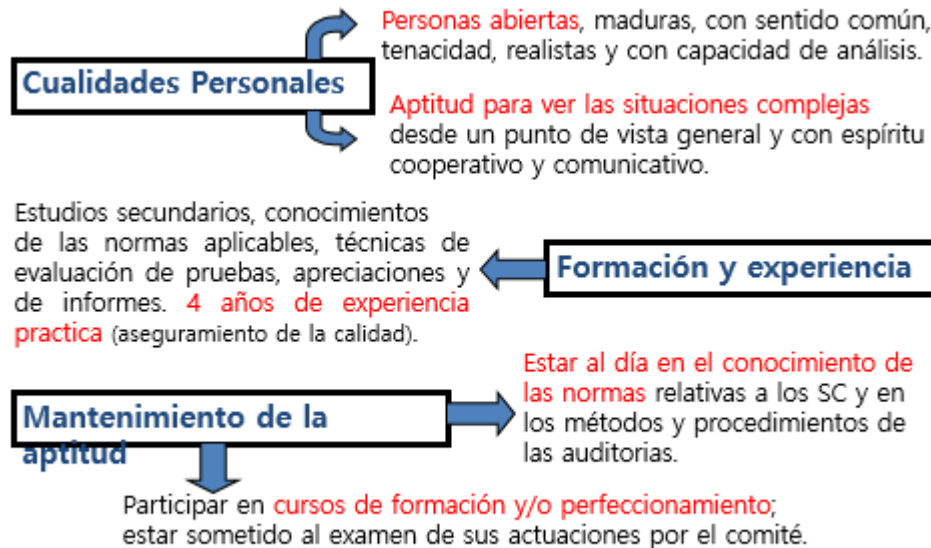 Personas abiertas, maduras, con sentido común,
tenacidad, realistas y con capacidad de análisis.
Cualidades Personales
Aptitud para ver las situaciones complejas
desde un punto de vista general y con espíritu
cooperativo y comunicativo.
Estudios secundarios, conocimientos
de las normas aplicables, técnicas de
evaluación de pruebas, apreciaciones y
de informes. 4 años de experiencia
practica (aseguramiento de la calidad).
Formación y experiencia
Estar al día en el conocimiento de
las normas relativas a los SC y en
los métodos y procedimientos de
las auditorias.
Mantenimiento de la
aptitud
Participar en cursos de formación y/o perfeccionamiento;
estar sometido al examen de sus actuaciones por el comité.